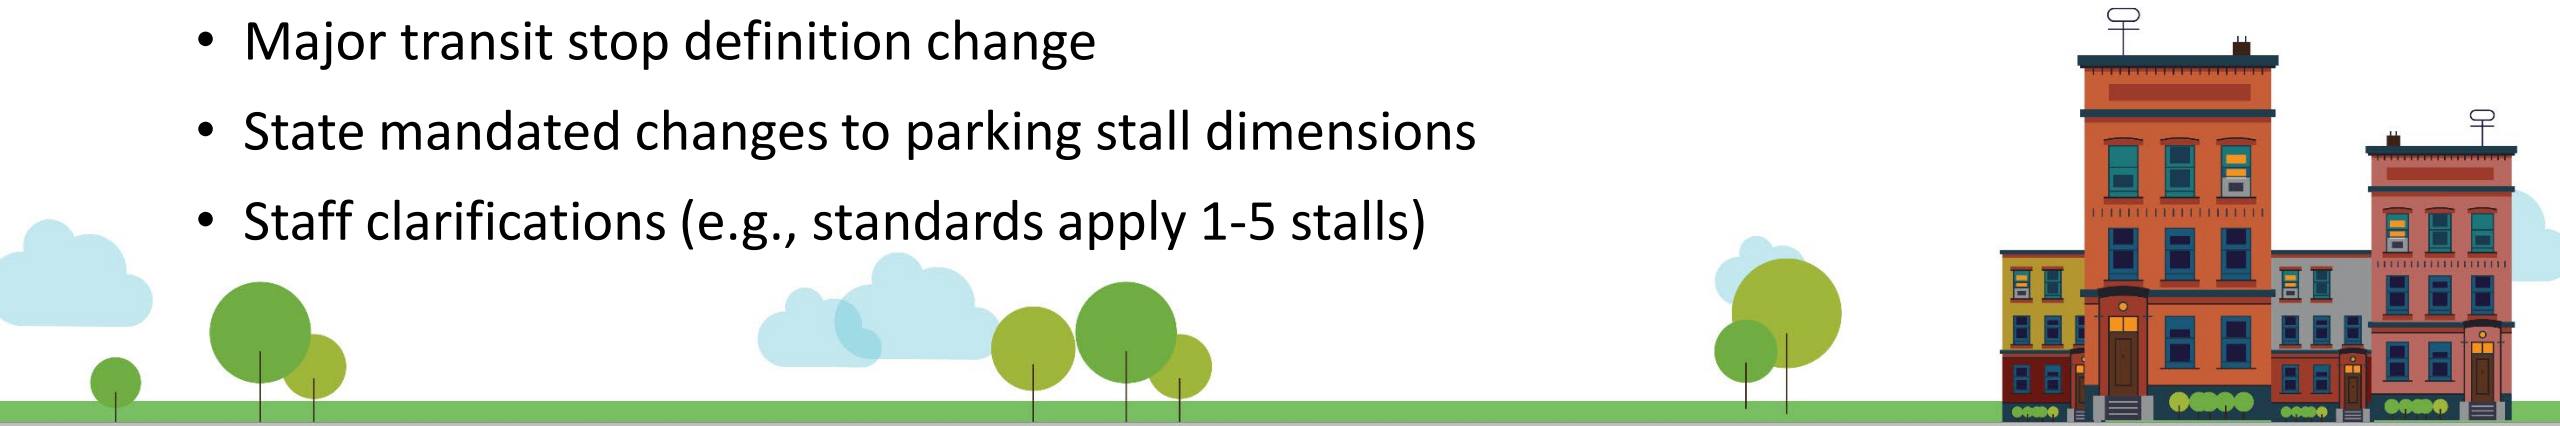 • Major transit stop definition change
• State mandated changes to parking stall dimensions
• Staff clarifications (e.g., standards apply 1-5 stalls)